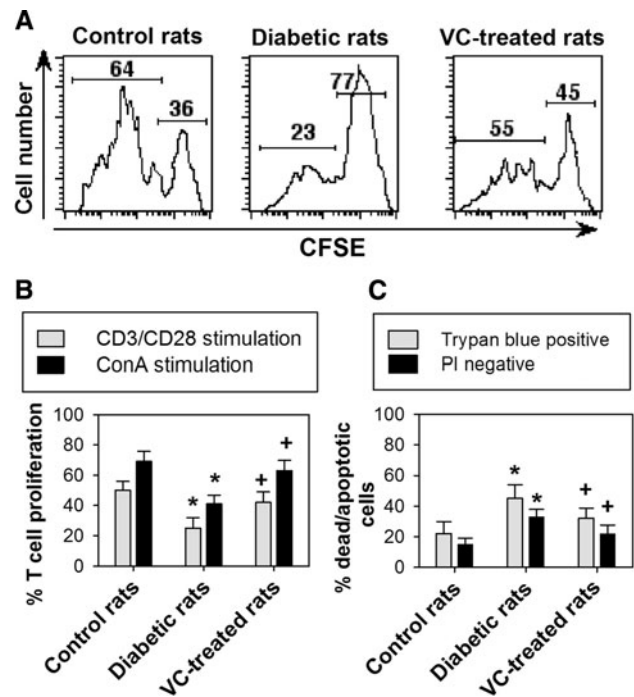 A
Control rats Diabetic rats VC-treated rats
Cell number
64
36
23
77
55
45
CFSE
B
CD3/CD28 stimulation
ConA stimulation
% T cell proliferation
100
80
60
40
20
0
* *
+ +
Control rats
Diabetic rats
VC-treated rats
C
Trypan blue positive
PI negative
% dead/apoptotic
cells
100
80
60
40
20
0
* *
+ +
Control rats
Diabetic rats
VC-treated rats